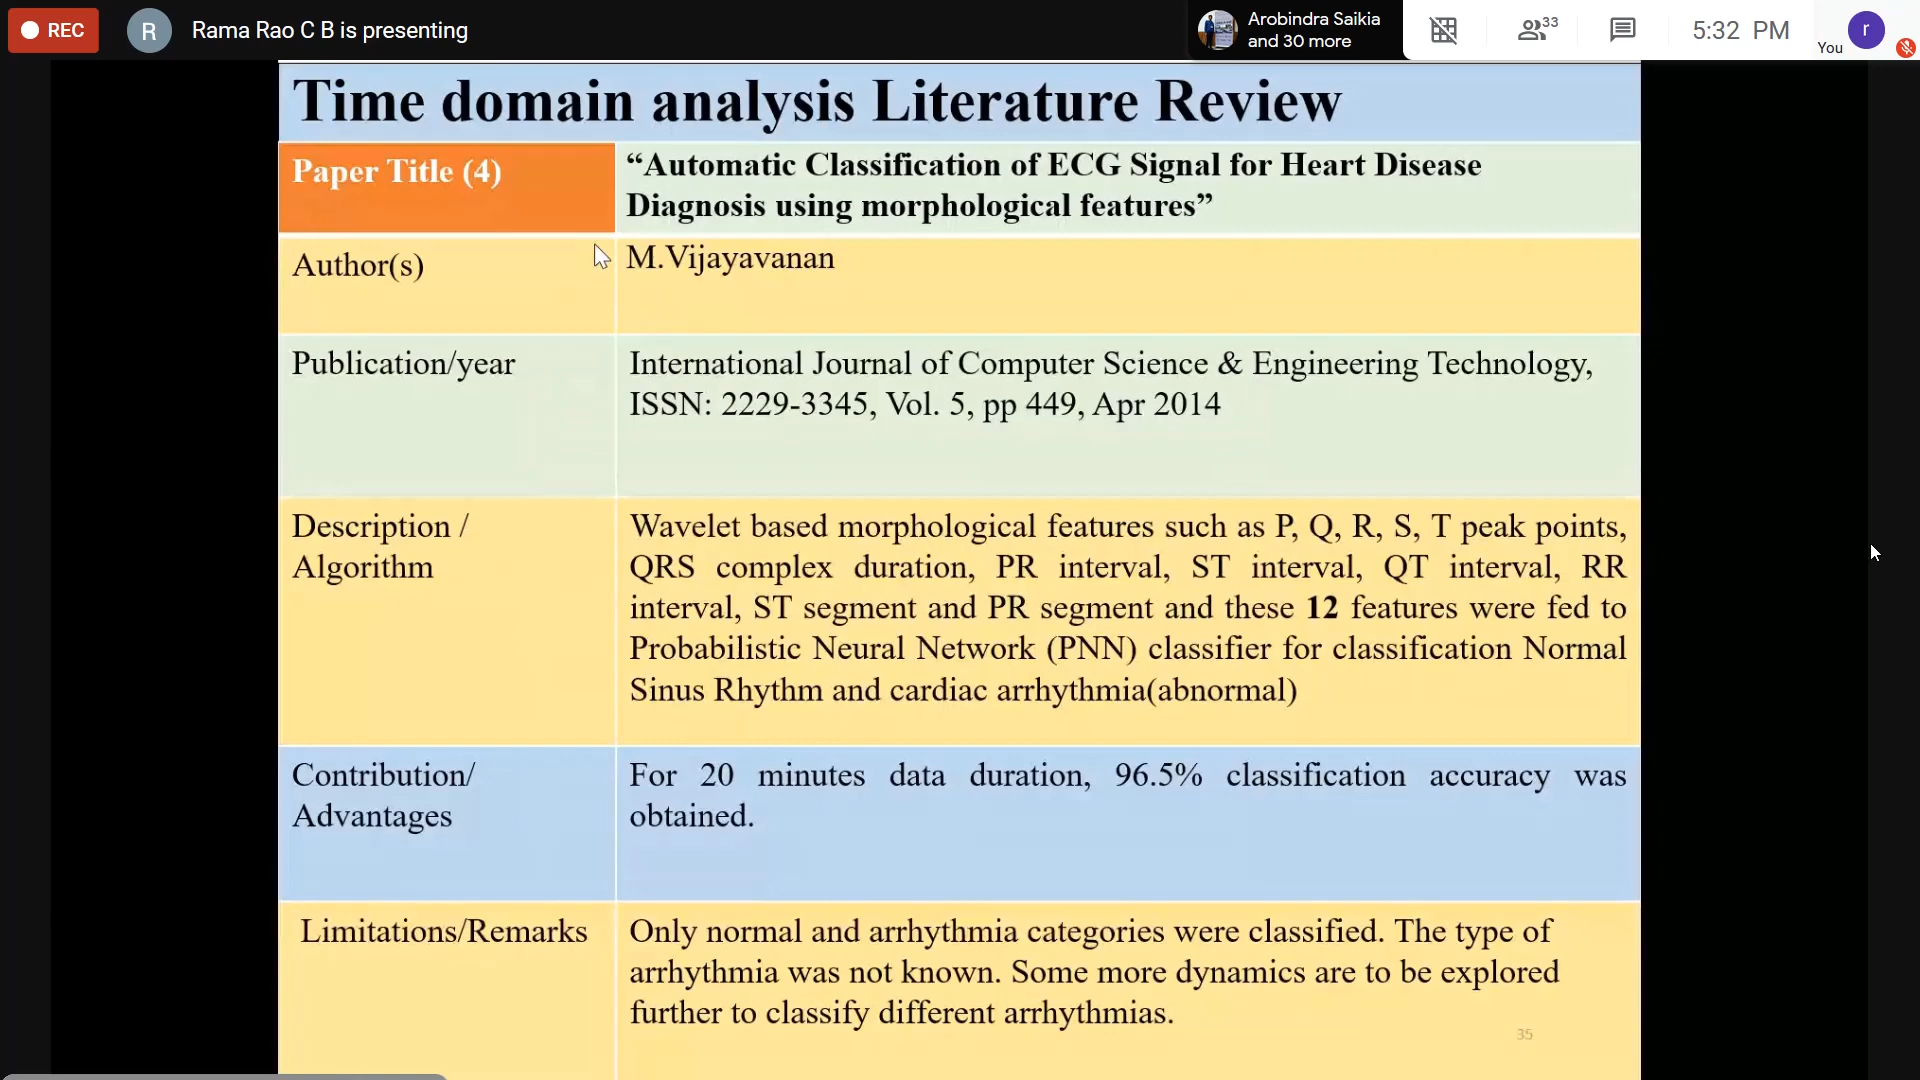 REC
R
Rama Rao C B is presenting
Arobindra Saikia
and 30 more
33
5:32 PM
You
r
Time domain analysis Literature Review
Paper Title (4)
“Automatic Classification of ECG Signal for Heart Disease
Diagnosis using morphological features”
Author(s)
M.Vijayavanan
Publication/year
International Journal of Computer Science & Engineering Technology,
ISSN: 2229-3345, Vol. 5, pp 449, Apr 2014
Description /
Algorithm
Wavelet based morphological features such as P, Q, R, S, T peak points,
QRS complex duration, PR interval, ST interval, QT interval, RR
interval, ST segment and PR segment and these 12 features were fed to
Probabilistic Neural Network (PNN) classifier for classification Normal
Sinus Rhythm and cardiac arrhythmia(abnormal)
Contribution/
Advantages
For 20 minutes data duration, 96.5% classification accuracy was
obtained.
Limitations/Remarks
Only normal and arrhythmia categories were classified. The type of
arrhythmia was not known. Some more dynamics are to be explored
further to classify different arrhythmias.
35